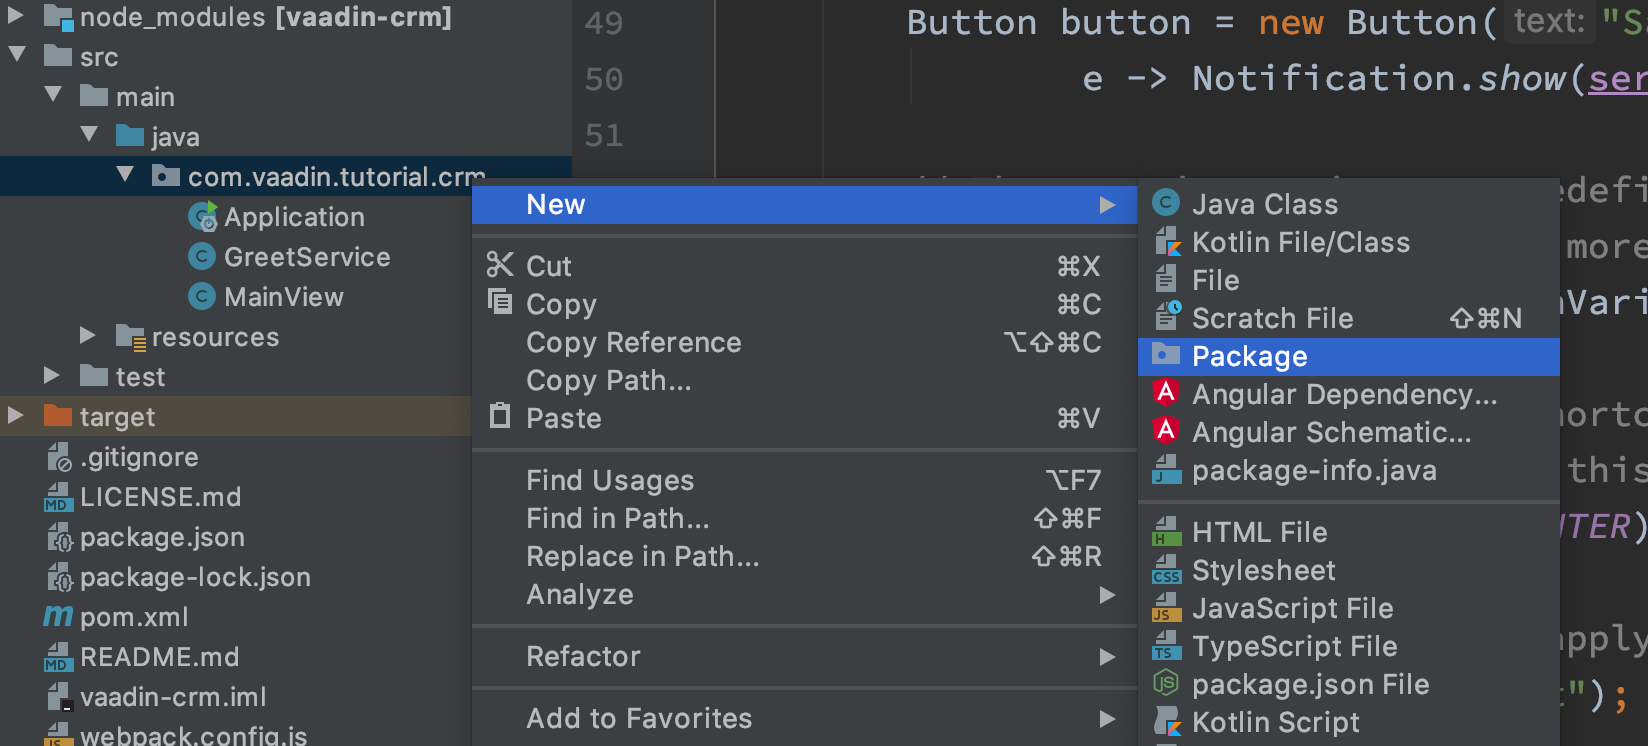 node_modules [vaadin-crm]
src
main
java
com.vaadin.tutorial.crm
Application
GreetService
MainView
resources
test
target
.gitignore
LICENSE.md
package.json
package-lock.json
pom.xml
README.md
vaadin-crm.iml
webpack.config.js
49 Button button = new Button( text: "Sa
50 e -> Notification.show(ser
51
New
Cut ⌘X
Copy ⌘C
Copy Reference ⌥⇧⌘C
Copy Path...
Paste ⌘V
Find Usages ⌥F7
Find in Path... ⇧⌘F
Replace in Path... ⇧⌘R
Analyze
Refactor
Add to Favorites
Java Class
Kotlin File/Class
File
Scratch File ⇧⌘N
Package
Angular Dependency...
Angular Schematic...
package-info.java
HTML File
Stylesheet
JavaScript File
TypeScript File
package.json File
Kotlin Script
edefi
more
Vari
ortc
this
NTER)
apply
");